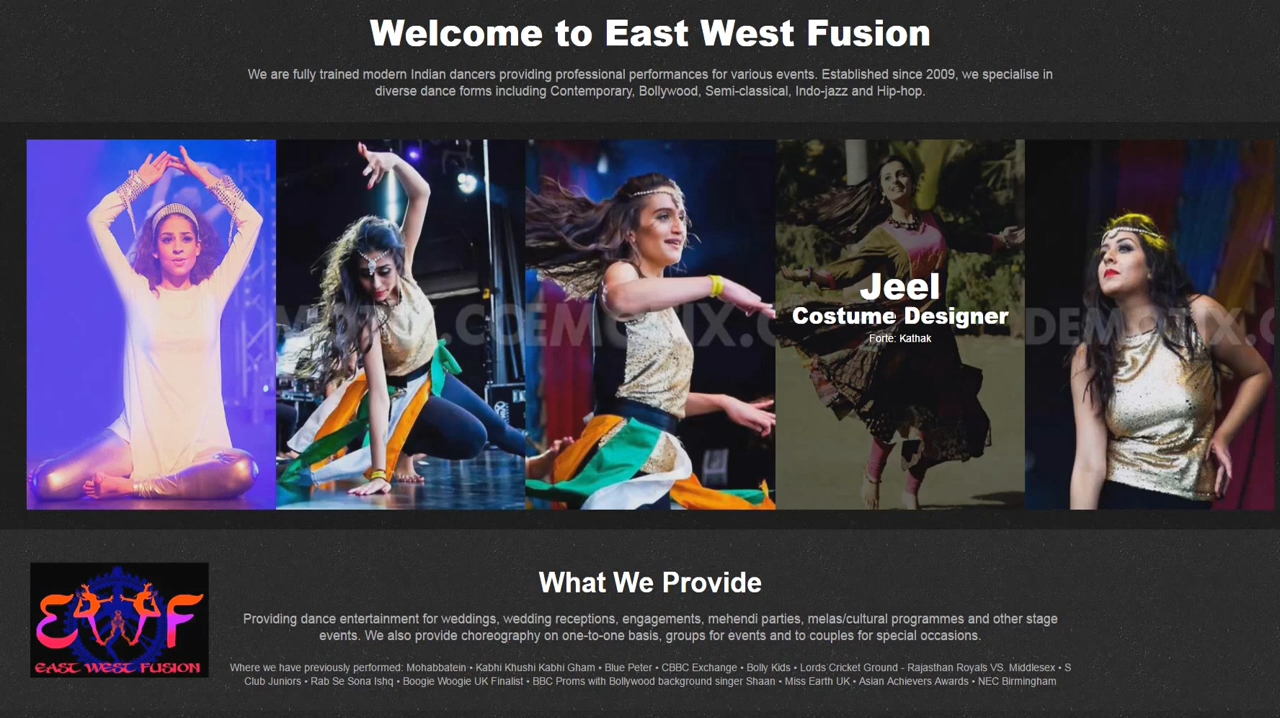 Welcome to East West Fusion
We are fully trained modern Indian dancers providing professional performances for various events. Established since 2009, we specialise in
diverse dance forms including Contemporary, Bollywood, Semi-classical, Indo-jazz and Hip-hop.
Jeel
Costume Designer
Forte: Kathak
DEMOTIX.C
What We Provide
Providing dance entertainment for weddings, wedding receptions, engagements, mehendi parties, melas/cultural programmes and other stage
events. We also provide choreography on one-to-one basis, groups for events and to couples for special occasions.
Where we have previously performed: Mohabbatein • Kabhi Khushi Kabhi Gham • Blue Peter • CBBC Exchange • Bolly Kids • Lords Cricket Ground - Rajasthan Royals VS. Middlesex • S
Club Juniors • Rab Se Sona Ishq • Boogie Woogie UK Finalist • BBC Proms with Bollywood background singer Shaan • Miss Earth UK • Asian Achievers Awards • NEC Birmingham
EWF
EAST WEST FUSION